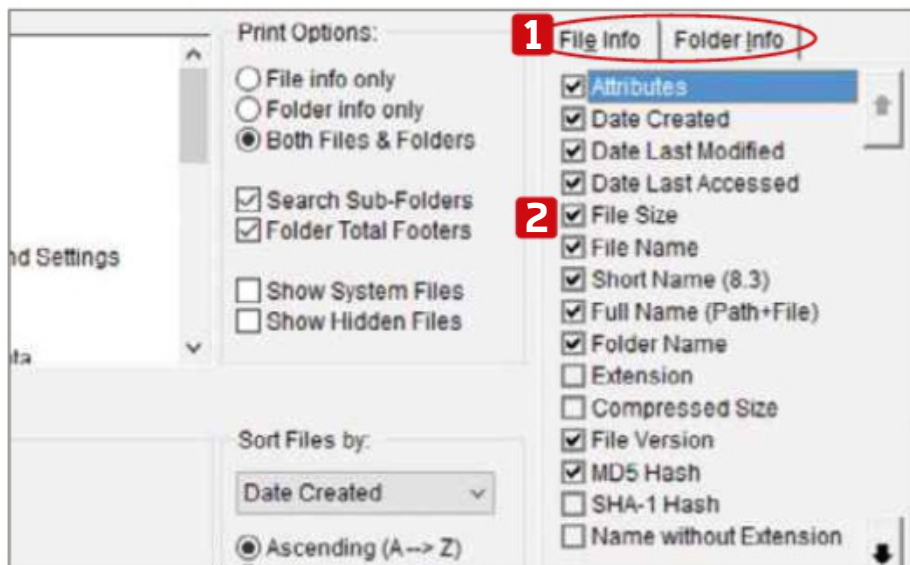 Print Options:
File info only
Folder info only
Both Files & Folders
Search Sub-Folders
Folder Total Footers
Show System Files
Show Hidden Files
nd Settings
ta
Sort Files by:
Date Created
Ascending (A--> Z)
1
File Info
Folder Info
2
Attributes
Date Created
Date Last Modified
Date Last Accessed
File Size
File Name
Short Name (8.3)
Full Name (Path+File)
Folder Name
Extension
Compressed Size
File Version
MD5 Hash
SHA-1 Hash
Name without Extension